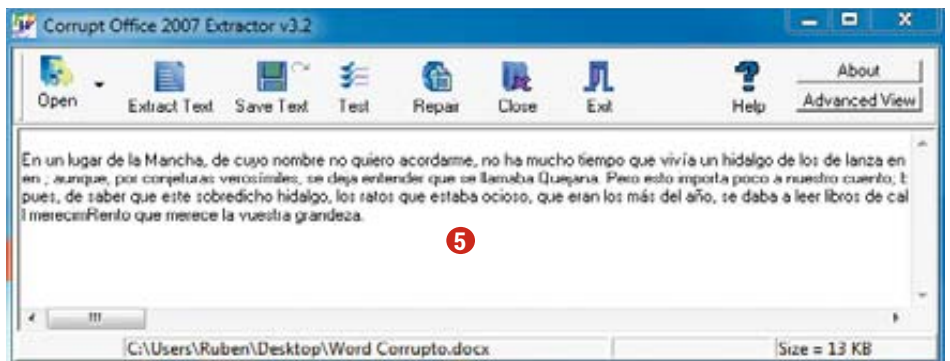 Corrupt Office 2007 Extractor v3.2
Open Extract Text Save Text Test Repair Close Exit Help About
Advanced View
En un lugar de la Mancha, de cuyo nombre no quiero acordarme, no ha mucho tiempo que vivía un hidalgo de los de lanza en
en ; aunque, por conjeturas verosímiles, se deja entender que se llamaba Quejana. Pero esto importa poco a nuestro cuento; b
pues, de saber que este sobredicho hidalgo, los ratos que estaba ocioso, que eran los más del año, se daba a leer libros de cal
l merecimRento que merece la vuestra grandeza.
5
C:\Users\Ruben\Desktop\Word Corrupto.docx Size = 13 KB